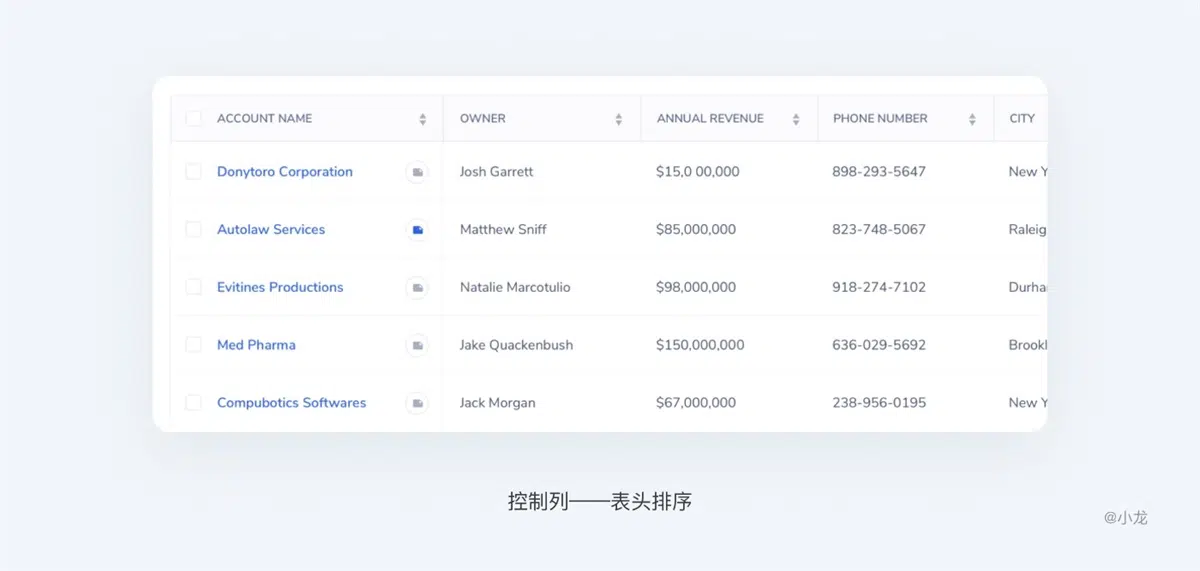 ACCOUNT NAME OWNER ANNUAL REVENUE PHONE NUMBER CITY
Donytoro Corporation Josh Garrett $15,0 00,000 898-293-5647 New Y
Autolaw Services Matthew Sniff $85,000,000 823-748-5067 Raleig
Evitines Productions Natalie Marcotulio $98,000,000 918-274-7102 Durha
Med Pharma Jake Quackenbush $150,000,000 636-029-5692 Brookl
Compubotics Softwares Jack Morgan $67,000,000 238-956-0195 New Y
控制列——表头排序
@小龙